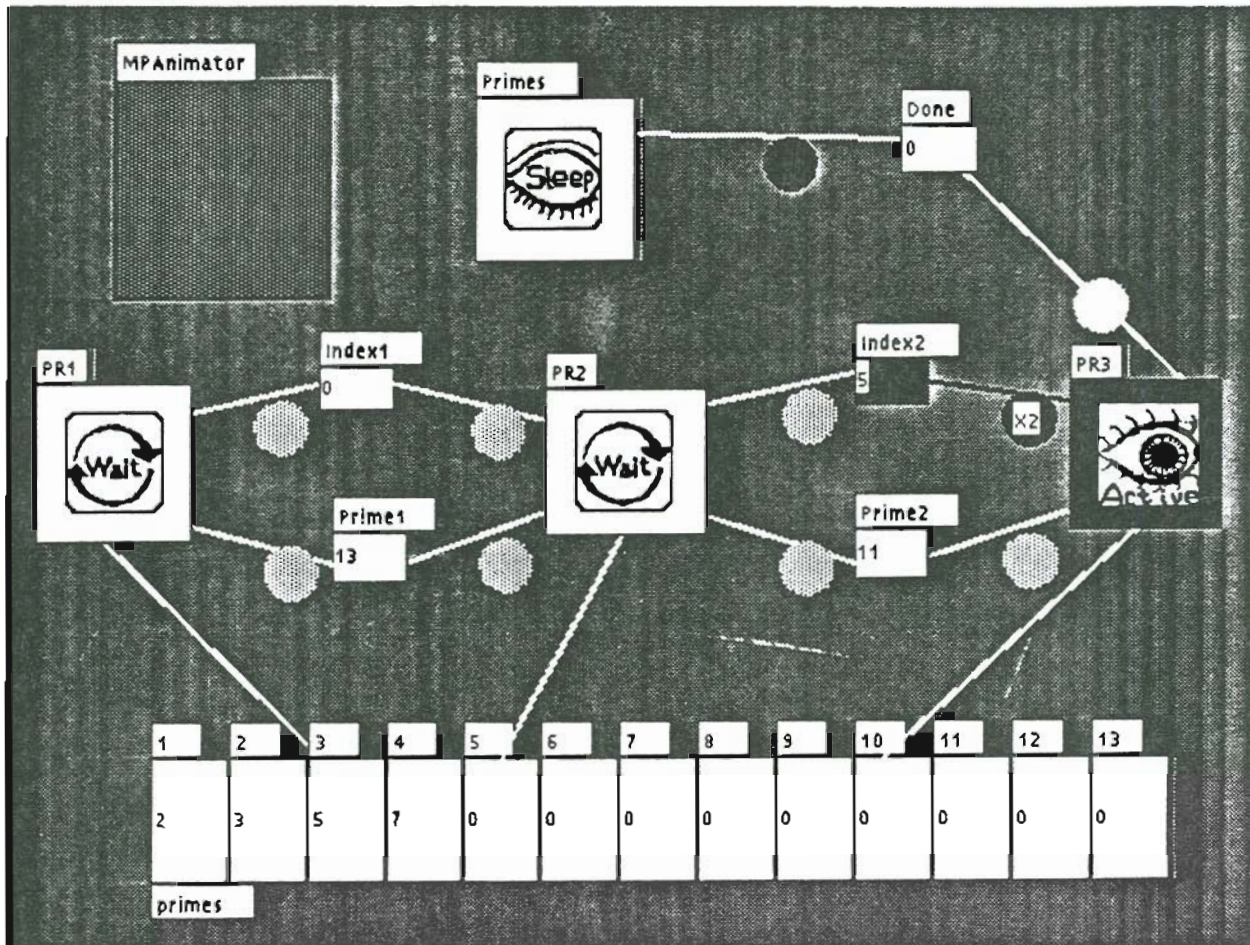 MPAnimator
Primes
Sleep
Done
0
Index1
0
Index2
5
PR1
Wait
PR2
Wait
PR3
X2
Active
Prime1
13
Prime2
11
1 2 3 4 5 6 7 8 9 10 11 12 13
2 3 5 7 0 0 0 0 0 0 0 0 0
primes